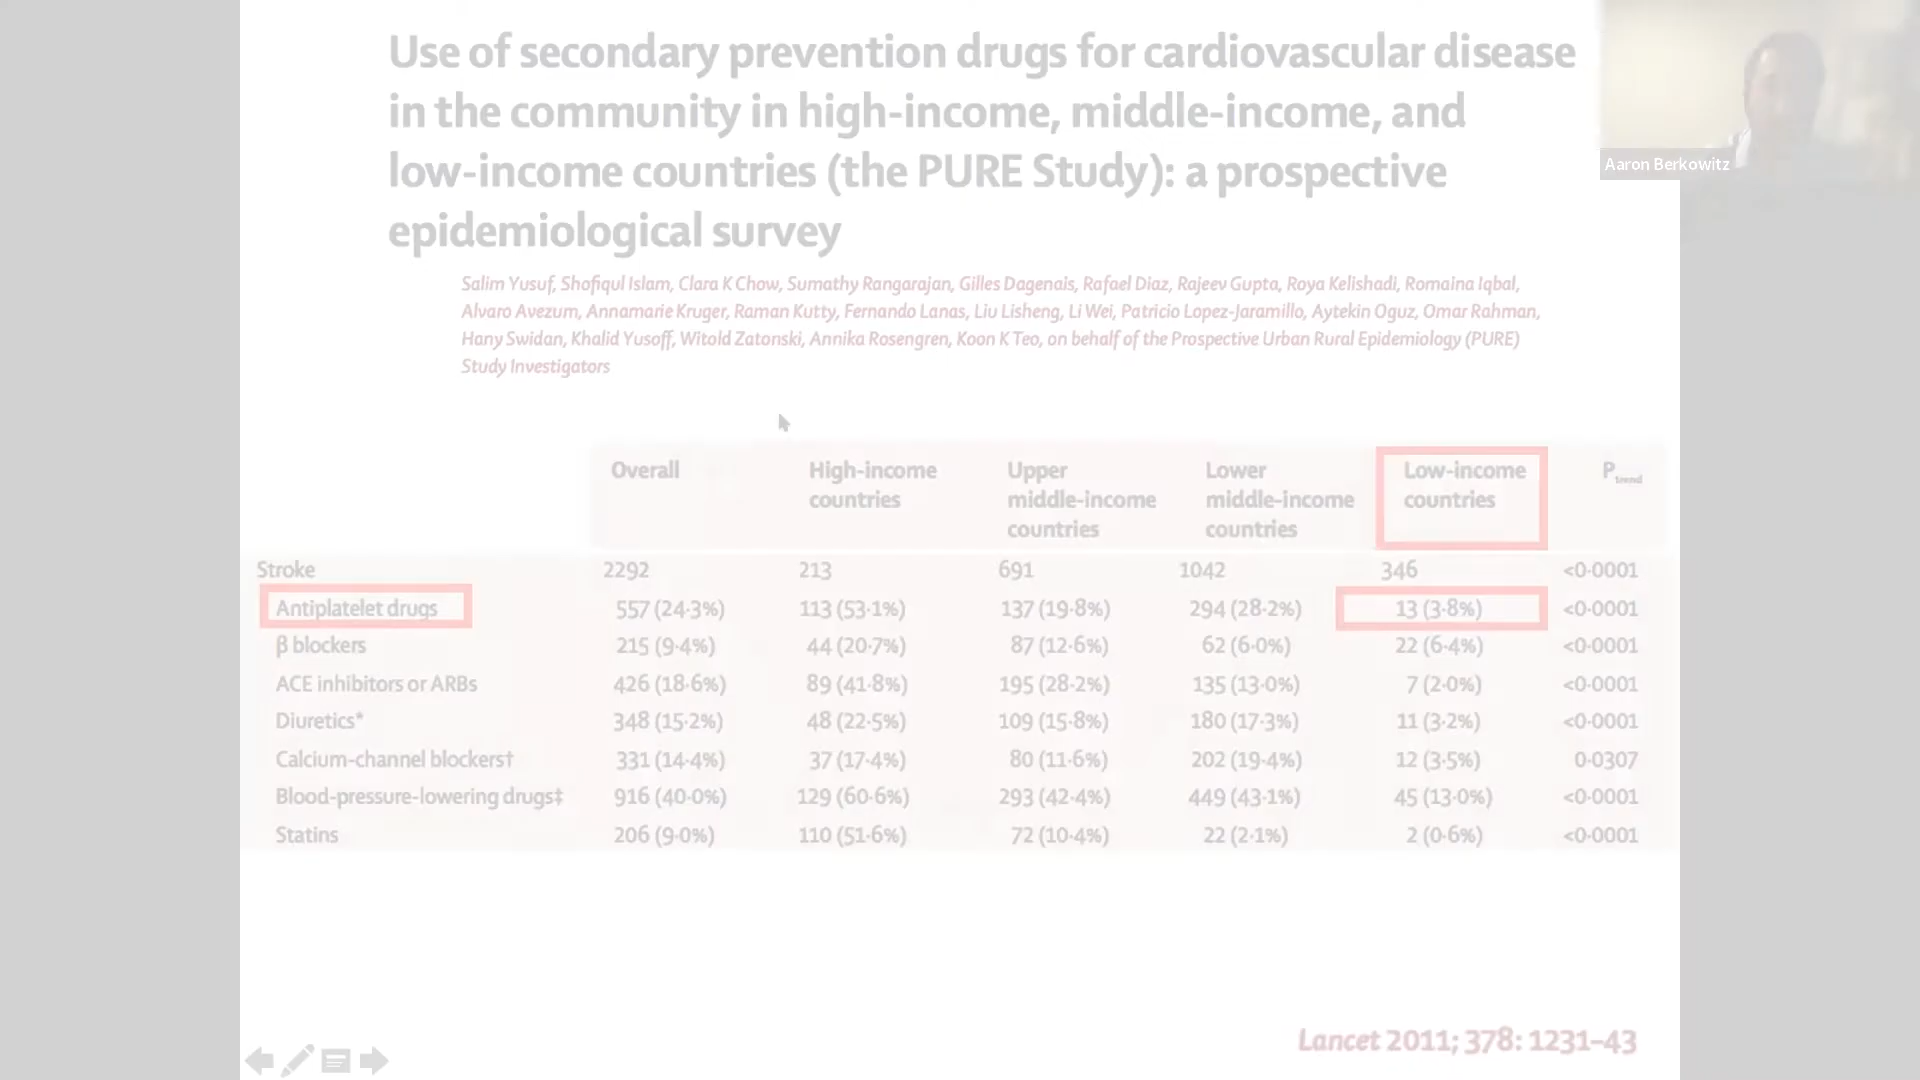 Use of secondary prevention drugs for cardiovascular disease
in the community in high-income, middle-income, and
low-income countries (the PURE Study): a prospective
epidemiological survey
Aaron Berkowitz
Salim Yusuf, Shofiqul Islam, Clara K Chow, Sumathy Rangarajan, Gilles Dagenais, Rafael Diaz, Rajeev Gupta, Roya Kelishadi, Romaina Iqbal,
Alvaro Avezum, Annamarie Kruger, Raman Kutty, Fernando Lanas, Liu Lisheng, Li Wei, Patricio Lopez-Jaramillo, Aytekin Oguz, Omar Rahman,
Hany Swidan, Khalid Yusoff, Witold Zatonski, Annika Rosengren, Koon K Teo, on behalf of the Prospective Urban Rural Epidemiology (PURE)
Study Investigators
Overall High-income countries Upper middle-income countries Lower middle-income countries Low-income countries P trend
Stroke 2292 213 691 1042 346 <0·0001
Antiplatelet drugs 557 (24·3%) 113 (53·1%) 137 (19·8%) 294 (28·2%) 13 (3·8%) <0·0001
β blockers 215 (9·4%) 44 (20·7%) 87 (12·6%) 62 (6·0%) 22 (6·4%) <0·0001
ACE inhibitors or ARBs 426 (18·6%) 89 (41·8%) 195 (28·2%) 135 (13·0%) 7 (2·0%) <0·0001
Diuretics* 348 (15·2%) 48 (22·5%) 109 (15·8%) 180 (17·3%) 11 (3·2%) <0·0001
Calcium-channel blockers† 331 (14·4%) 37 (17·4%) 80 (11·6%) 202 (19·4%) 12 (3·5%) 0·0307
Blood-pressure-lowering drugs‡ 916 (40·0%) 129 (60·6%) 293 (42·4%) 449 (43·1%) 45 (13·0%) <0·0001
Statins 206 (9·0%) 110 (51·6%) 72 (10·4%) 22 (2·1%) 2 (0·6%) <0·0001
Lancet 2011; 378: 1231–43